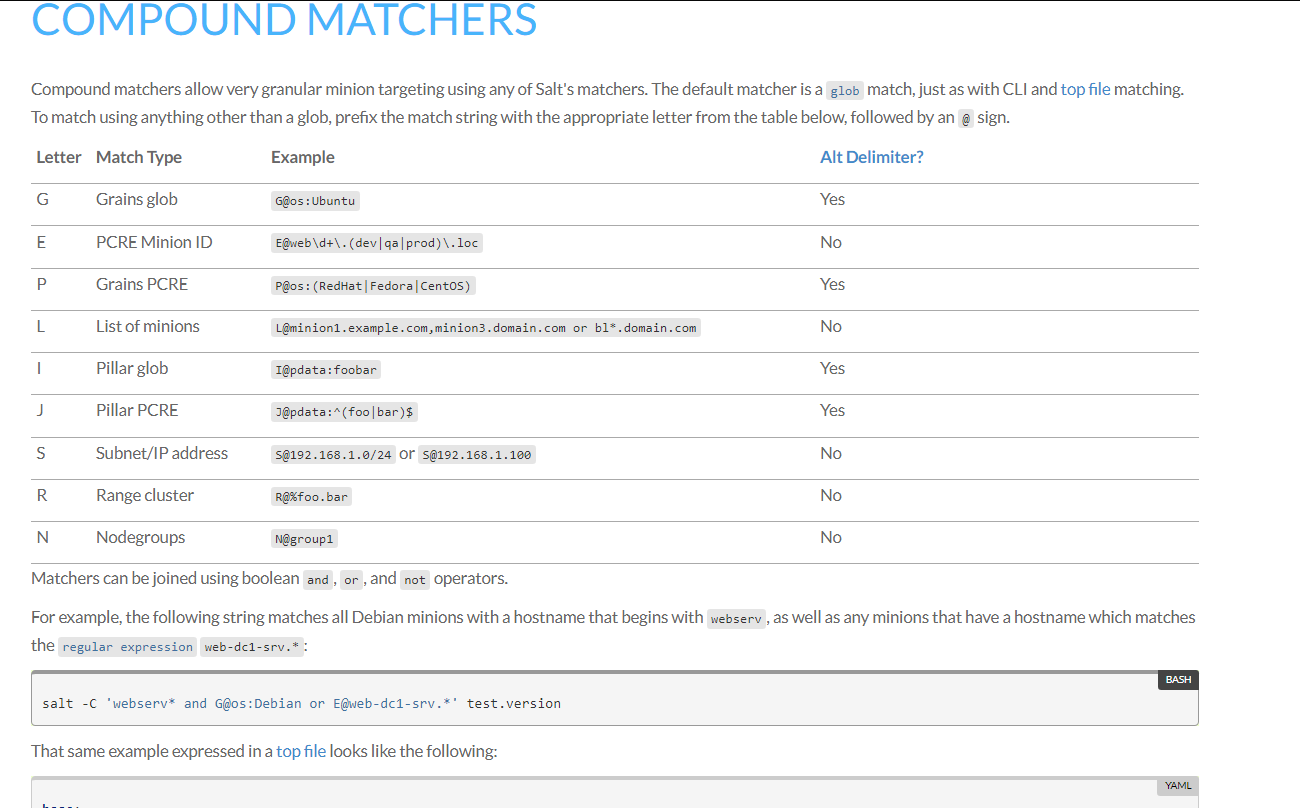 COMPOUND MATCHERS
Compound matchers allow very granular minion targeting using any of Salt's matchers. The default matcher is a glob match, just as with CLI and top file matching.
To match using anything other than a glob, prefix the match string with the appropriate letter from the table below, followed by an @ sign.
Letter Match Type Example Alt Delimiter?
G Grains glob G@os:Ubuntu Yes
E PCRE Minion ID E@web\d+\.(dev|qa|prod)\.loc No
P Grains PCRE P@os:(RedHat|Fedora|CentOS) Yes
L List of minions L@minion1.example.com,minion3.domain.com or bl*.domain.com No
I Pillar glob I@pdata:foobar Yes
J Pillar PCRE J@pdata:^(foo|bar)$ Yes
S Subnet/IP address S@192.168.1.0/24 or S@192.168.1.100 No
R Range cluster R@%foo.bar No
N Nodegroups N@group1 No
Matchers can be joined using boolean and, or, and not operators.
For example, the following string matches all Debian minions with a hostname that begins with webserv, as well as any minions that have a hostname which matches
the regular expression web-dc1-srv.*:
BASH
salt -C 'webserv* and G@os:Debian or E@web-dc1-srv.*' test.version
That same example expressed in a top file looks like the following:
YAML